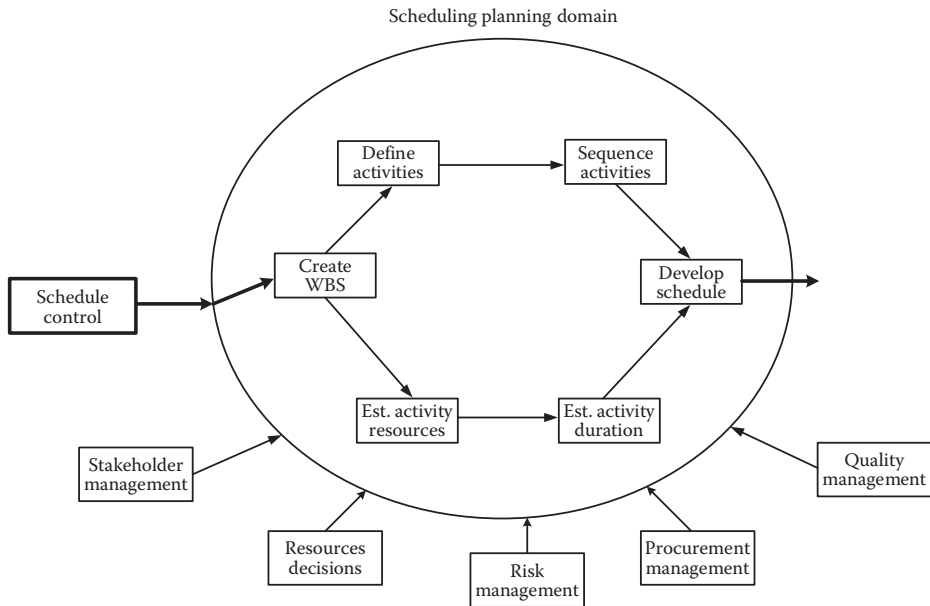 Scheduling planning domain
Define
activities
Sequence
activities
Create
WBS
Develop
schedule
Schedule
control
Est. activity
resources
Est. activity
duration
Stakeholder
management
Quality
management
Resources
decisions
Risk
management
Procurement
management